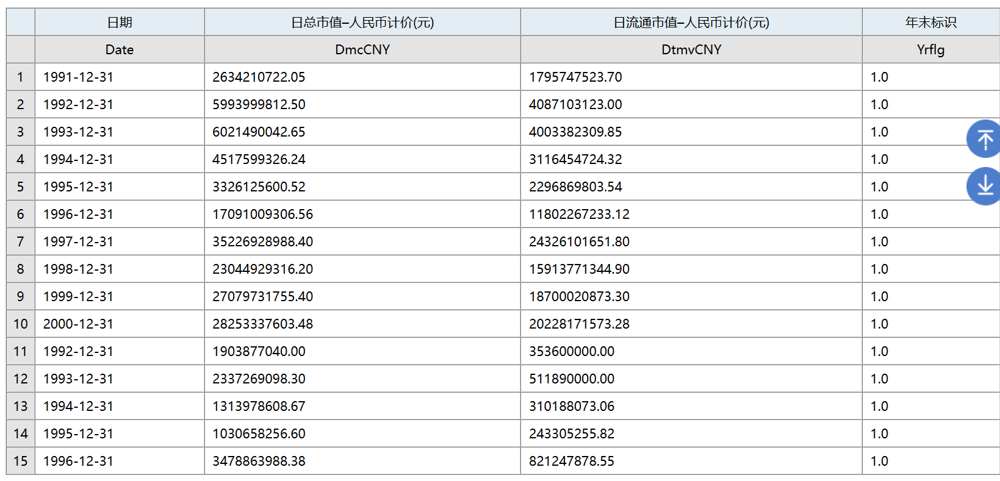 日期 日总市值–人民币计价(元) 日流通市值–人民币计价(元) 年末标识
Date DmcCNY DtmvCNY Yrflg
1 1991-12-31 2634210722.05 1795747523.70 1.0
2 1992-12-31 5993999812.50 4087103123.00 1.0
3 1993-12-31 6021490042.65 4003382309.85 1.0
4 1994-12-31 4517599326.24 3116454724.32 1.0
5 1995-12-31 3326125600.52 2296869803.54 1.0
6 1996-12-31 17091009306.56 11802267233.12 1.0
7 1997-12-31 35226928988.40 24326101651.80 1.0
8 1998-12-31 23044929316.20 15913771344.90 1.0
9 1999-12-31 27079731755.40 18700020873.30 1.0
10 2000-12-31 28253337603.48 20228171573.28 1.0
11 1992-12-31 1903877040.00 353600000.00 1.0
12 1993-12-31 2337269098.30 511890000.00 1.0
13 1994-12-31 1313978608.67 310188073.06 1.0
14 1995-12-31 1030658256.60 243305255.82 1.0
15 1996-12-31 3478863988.38 821247878.55 1.0